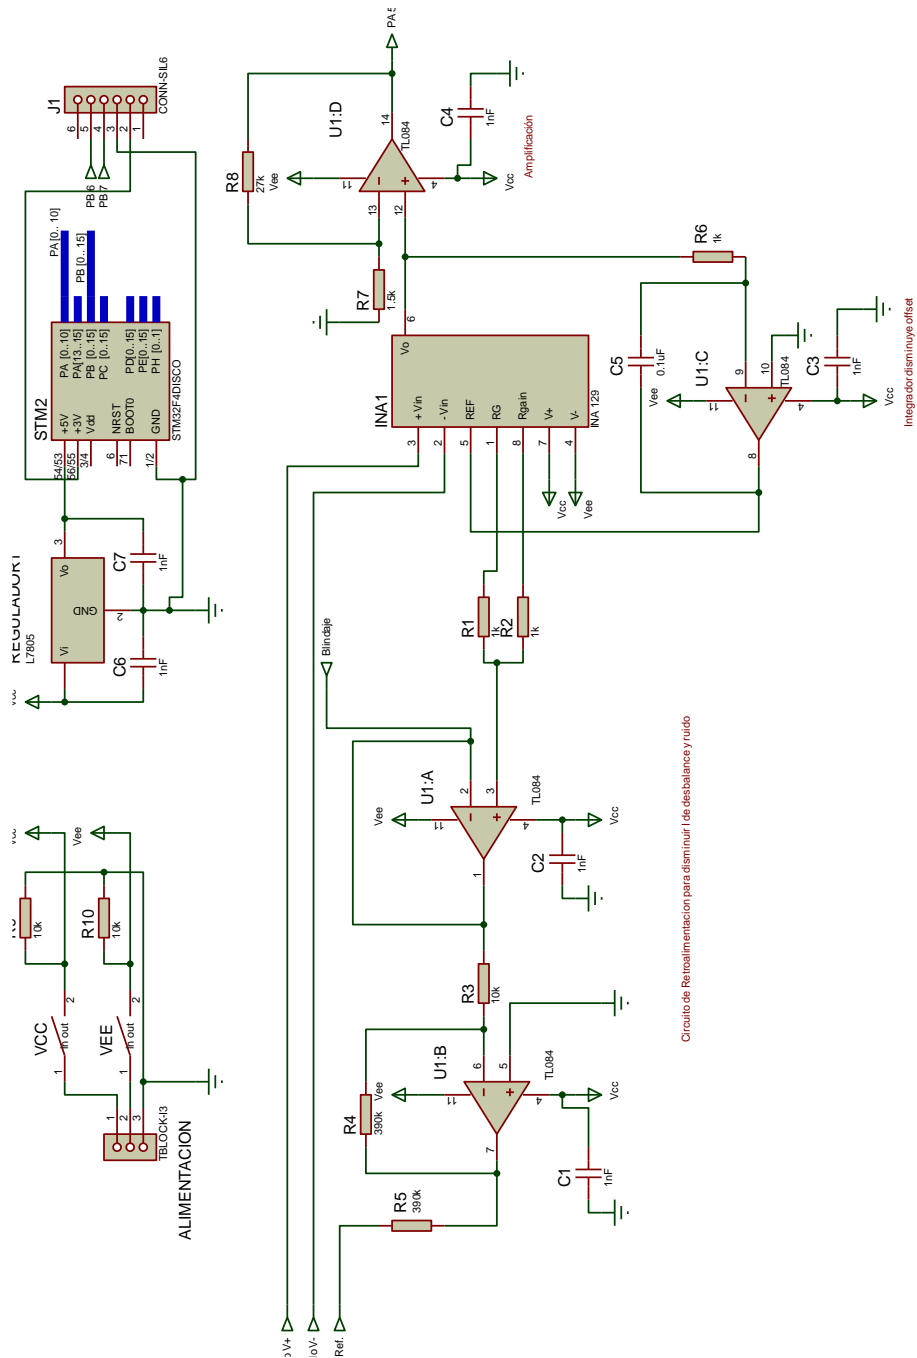 PA5
J1
CONN-SIL6
6
5
4
3
2
1
PB6
PB7
STM2
STM32F4DISCO
PA [0..10]
PB [0..15]
+5V
+3V
Vdd
NRST
BOOT0
GND
PA [0..10]
PA[13..15]
PB [0..15]
PC [0..15]
PD[0..15]
PE[0..15]
PH [0..1]
54/53
56/55
3/4
6
71
1/2
L7805
Vi
Vo
GND
3
2
C7
1nF
C6
1nF
R8
27k
Vee
U1:D
TL084
14
13
12
11
4
C4
1nF
Vcc
Amplificación
R7
1.5k
R6
1k
INA1
INA 129
Vo
6
+Vin
-Vin
REF
RG
Rgain
V+
V-
3
2
5
1
8
7
4
Vcc
Vee
C5
0.1uF
Vee
U1:C
TL084
9
10
8
11
4
C3
1nF
Vcc
Integrador disminuye offset
R1
1k
R2
1k
Blindaje
U1:A
TL084
2
3
1
11
4
Vee
Vcc
C2
1nF
R3
10k
U1:B
TL084
6
5
7
11
4
Vee
Vcc
R4
390k
R5
390k
C1
1nF
Circuito de Retroalimentacion para disminuir I de desbalance y ruido
Vee
10k
R10
10k
VCC
in out
1
2
VEE
in out
1
2
1
2
3
TBLOCK-I3
ALIMENTACION
V+
V-
Ref.